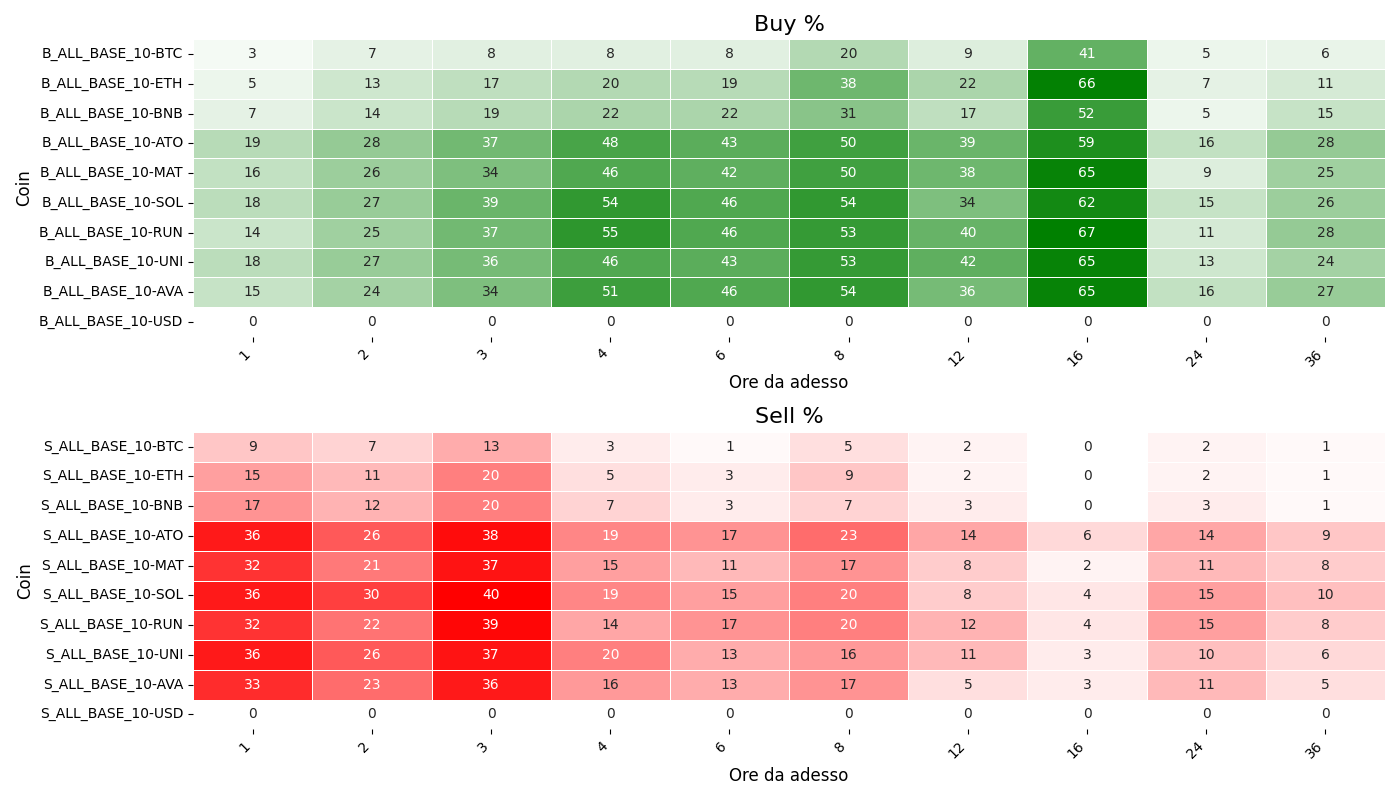 Buy %
Coin
B_ALL_BASE_10-BTC 3 7 8 8 8 20 9 41 5 6
B_ALL_BASE_10-ETH 5 13 17 20 19 38 22 66 7 11
B_ALL_BASE_10-BNB 7 14 19 22 22 31 17 52 5 15
B_ALL_BASE_10-ATO 19 28 37 48 43 50 39 59 16 28
B_ALL_BASE_10-MAT 16 26 34 46 42 50 38 65 9 25
B_ALL_BASE_10-SOL 18 27 39 54 46 54 34 62 15 26
B_ALL_BASE_10-RUN 14 25 37 55 46 53 40 67 11 28
B_ALL_BASE_10-UNI 18 27 36 46 43 53 42 65 13 24
B_ALL_BASE_10-AVA 15 24 34 51 46 54 36 65 16 27
B_ALL_BASE_10-USD 0 0 0 0 0 0 0 0 0 0
1 2 3 4 6 8 12 16 24 36
Ore da adesso
Sell %
Coin
S_ALL_BASE_10-BTC 9 7 13 3 1 5 2 0 2 1
S_ALL_BASE_10-ETH 15 11 20 5 3 9 2 0 2 1
S_ALL_BASE_10-BNB 17 12 20 7 3 7 3 0 3 1
S_ALL_BASE_10-ATO 36 26 38 19 17 23 14 6 14 9
S_ALL_BASE_10-MAT 32 21 37 15 11 17 8 2 11 8
S_ALL_BASE_10-SOL 36 30 40 19 15 20 8 4 15 10
S_ALL_BASE_10-RUN 32 22 39 14 17 20 12 4 15 8
S_ALL_BASE_10-UNI 36 26 37 20 13 16 11 3 10 6
S_ALL_BASE_10-AVA 33 23 36 16 13 17 5 3 11 5
S_ALL_BASE_10-USD 0 0 0 0 0 0 0 0 0 0
1 2 3 4 6 8 12 16 24 36
Ore da adesso